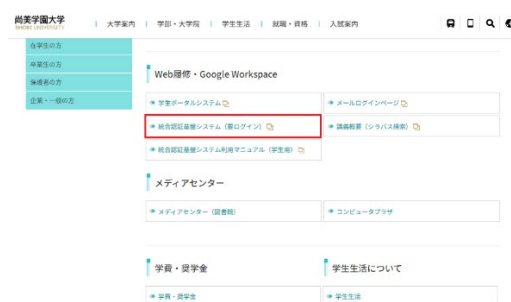 尚美学園大学
SHOBI UNIVERSITY
大学案内 | 学部・大学院 | 学生生活 | 就職・資格 | 入試案内
在学生の方
卒業生の方
保護者の方
企業・一般の方
Web履修・Google Workspace
学生ポータルシステム
メールログインページ
統合認証基盤システム（要ログイン）
講義概要（シラバス検索）
統合認証基盤システム利用マニュアル（学生用）
メディアセンター
メディアセンター（図書館）
コンピュータプラザ
学費・奨学金
学生生活について
学費・奨学金
学生生活